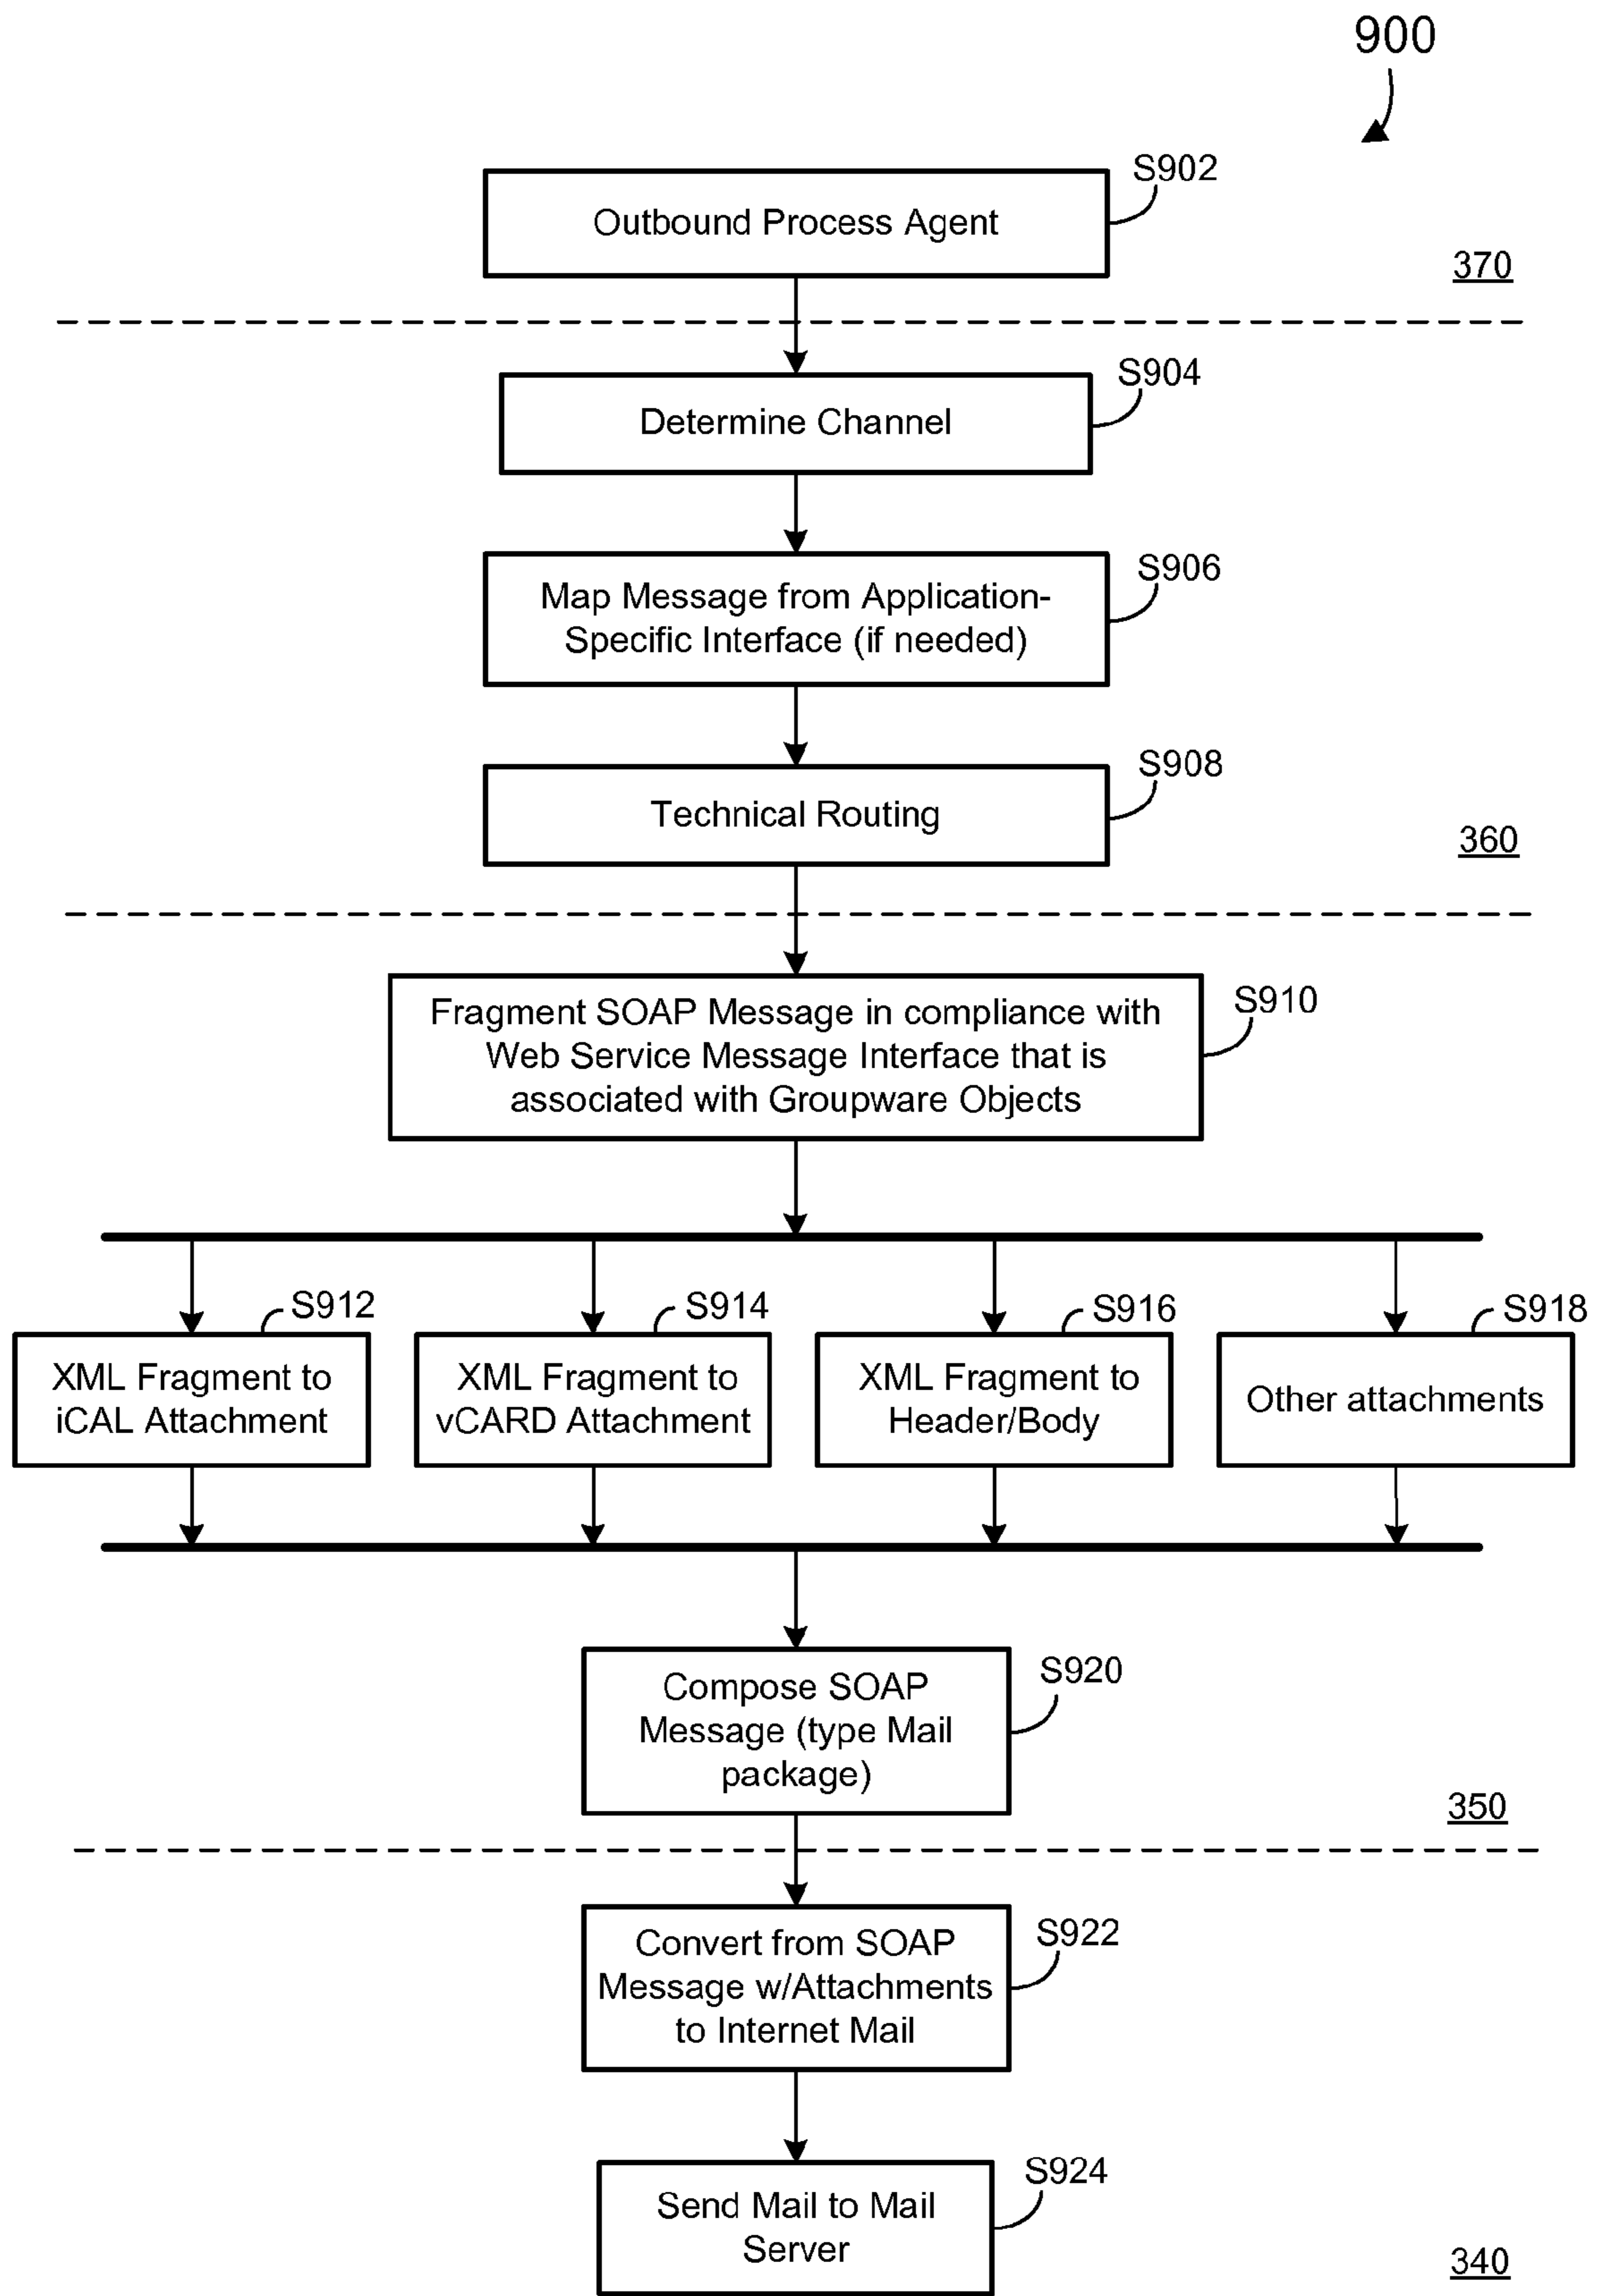 900
S902
Outbound Process Agent
370
S904
Determine Channel
S906
Map Message from Application-
Specific Interface (if needed)
S908
Technical Routing
360
S910
Fragment SOAP Message in compliance with
Web Service Message Interface that is
associated with Groupware Objects
S912
XML Fragment to
iCAL Attachment
S914
XML Fragment to
vCARD Attachment
S916
XML Fragment to
Header/Body
S918
Other attachments
S920
Compose SOAP
Message (type Mail
package)
350
S922
Convert from SOAP
Message w/Attachments
to Internet Mail
S924
Send Mail to Mail
Server
340